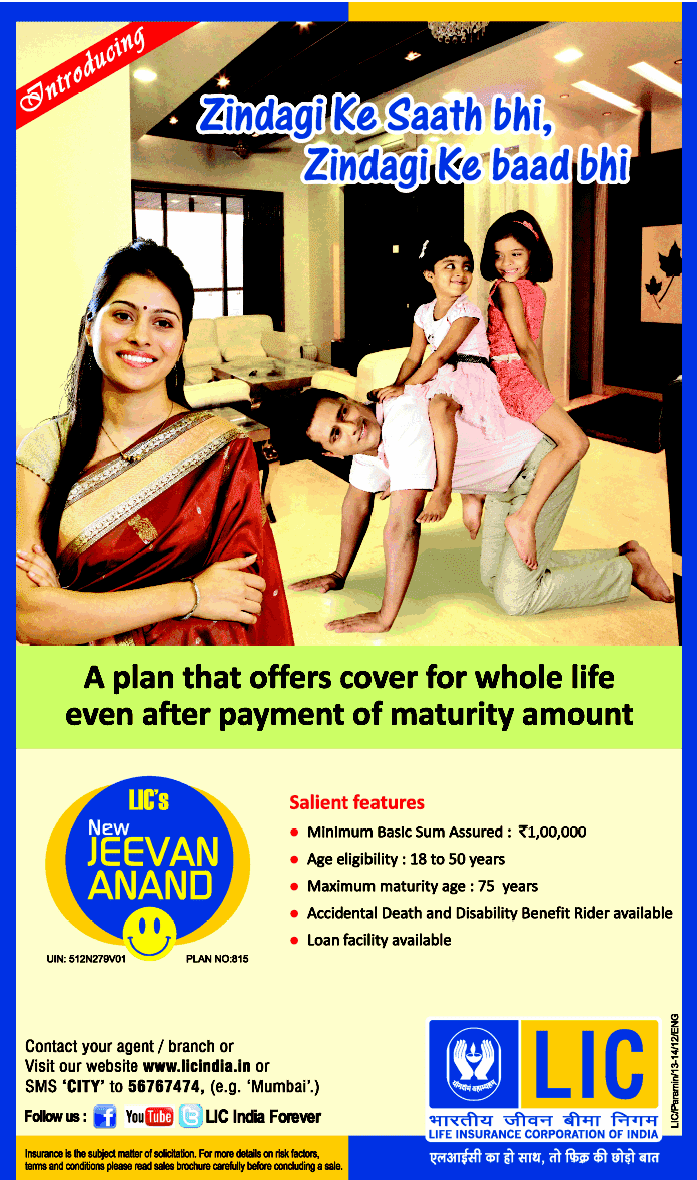 Introducing
Zindagi Ke Saath bhi,
Zindagi Ke baad bhi
A plan that offers cover for whole life
even after payment of maturity amount
LIC's
New
JEEVAN
ANAND
UIN: 512N279V01 PLAN NO:815
Salient features
● Minimum Basic Sum Assured : ₹1,00,000
● Age eligibility : 18 to 50 years
● Maximum maturity age : 75 years
● Accidental Death and Disability Benefit Rider available
● Loan facility available
Contact your agent / branch or
Visit our website www.licindia.in or
SMS 'CITY' to 56767474, (e.g. 'Mumbai'.)
Follow us : f You Tube t LIC India Forever
Insurance is the subject matter of solicitation. For more details on risk factors,
terms and conditions please read sales brochure carefully before concluding a sale.
LIC
भारतीय जीवन बीमा निगम
LIFE INSURANCE CORPORATION OF INDIA
एलआईसी का हो साथ, तो फ़िक्र की छोड़ो बात
LIC/Paramin/13-14/12/ENG